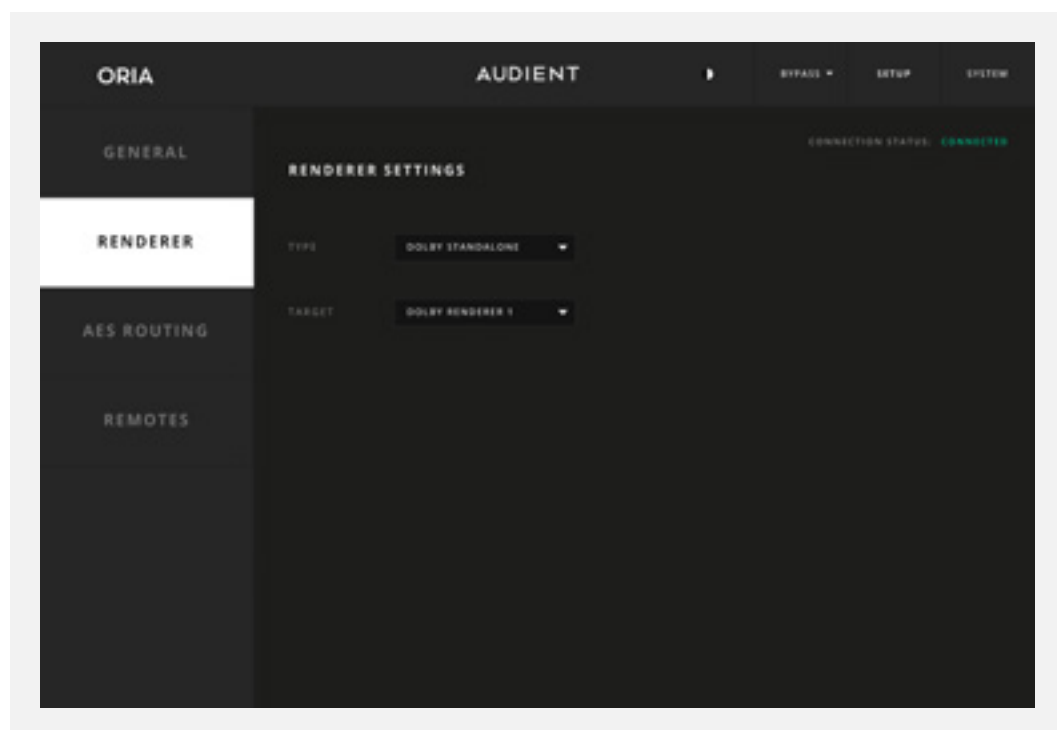 ORIA
AUDIENT
BYPASS
SETUP
SYSTEM
GENERAL
CONNECTION STATUS: CONNECTED
RENDERER SETTINGS
RENDERER
TYPE
DOLBY STANDALONE
TARGET
DOLBY RENDERER 1
AES ROUTING
REMOTES